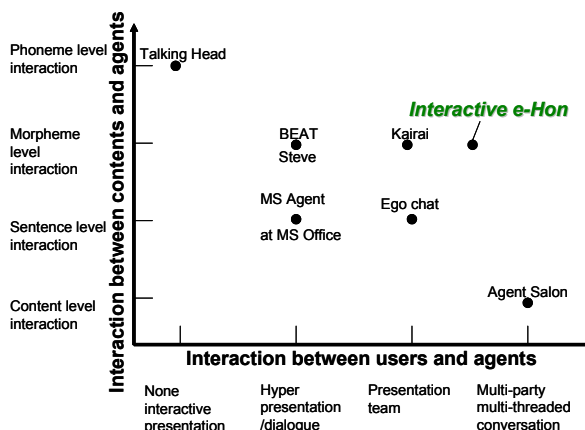 Interaction between contents and agents
Phoneme level
interaction
Morpheme
level
interaction
Sentence level
interaction
Content level
interaction
Talking Head
Interactive e-Hon
BEAT
Steve
Kairai
MS Agent
at MS Office
Ego chat
Agent Salon
Interaction between users and agents
None
interactive
presentation
Hyper
presentation
/dialogue
Presentation
team
Multi-party
multi-threaded
conversation